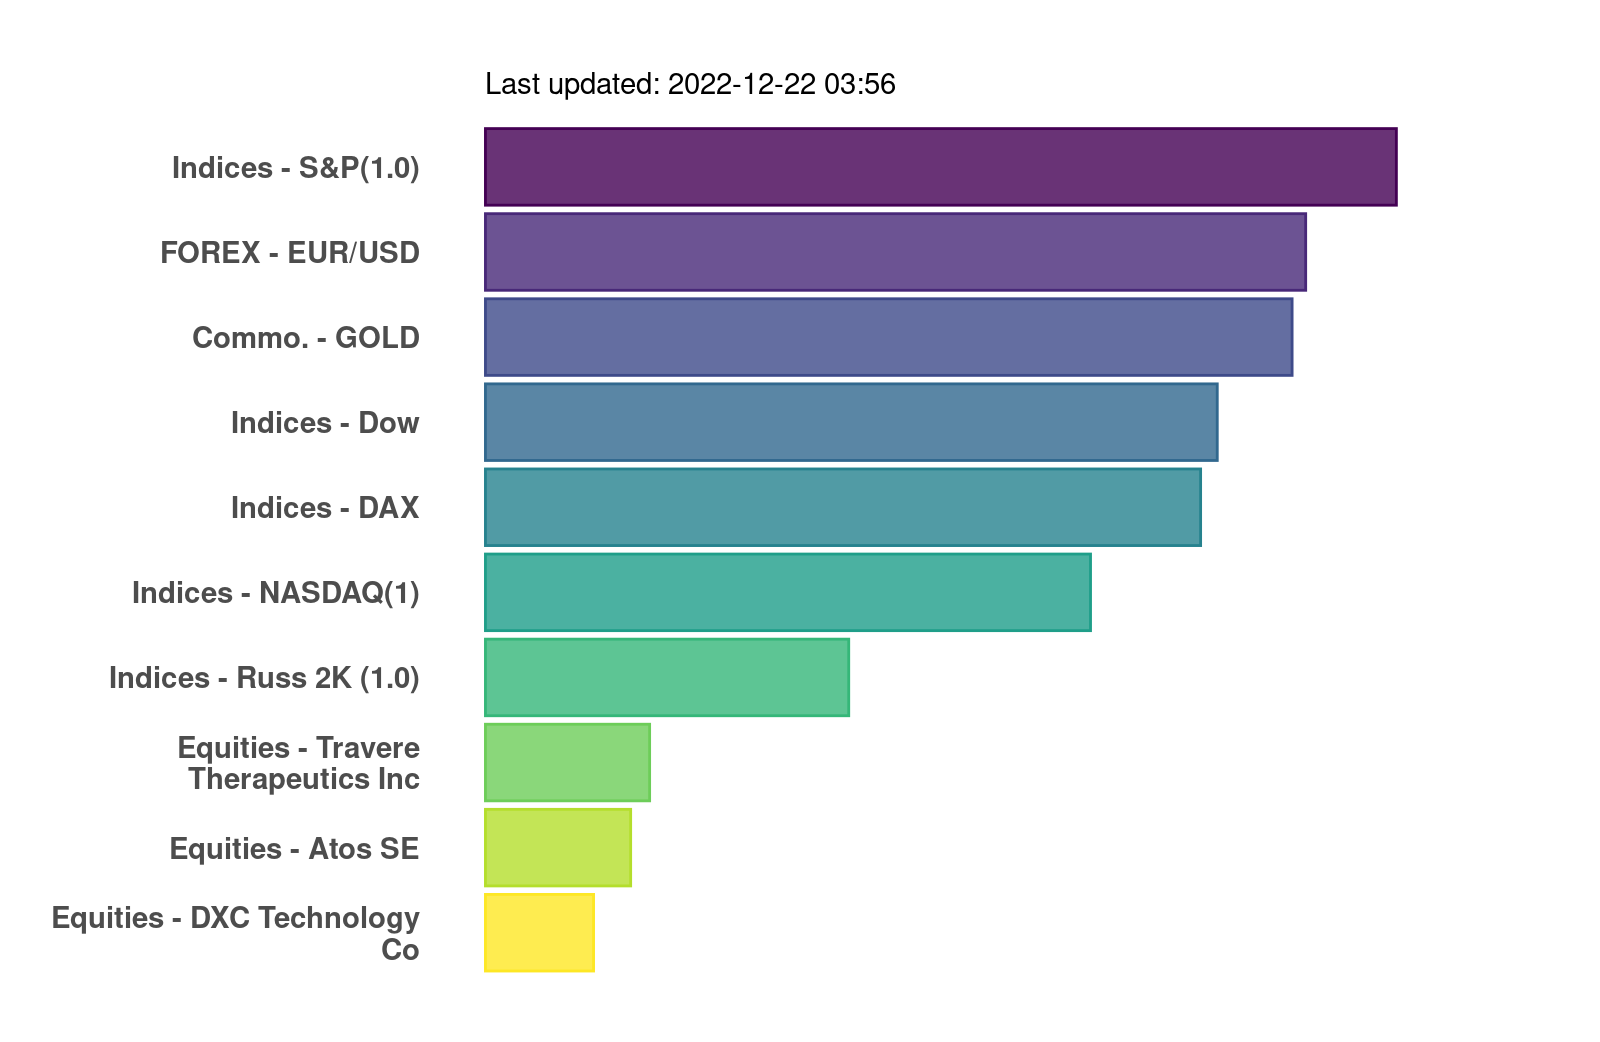 Last updated: 2022-12-22 03:56
Indices - S&P(1.0)
FOREX - EUR/USD
Commo. - GOLD
Indices - Dow
Indices - DAX
Indices - NASDAQ(1)
Indices - Russ 2K (1.0)
Equities - Travere
Therapeutics Inc
Equities - Atos SE
Equities - DXC Technology
Co